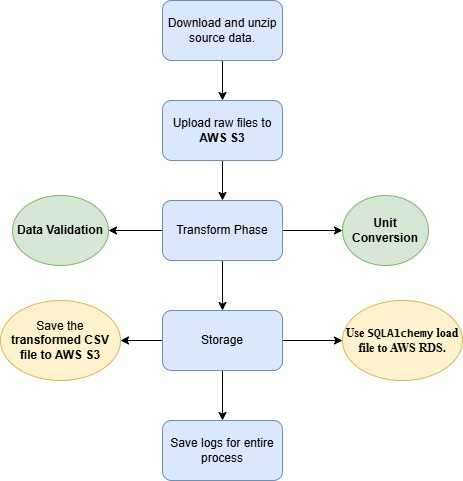 Download and unzip
source data.
Upload raw files to
AWS S3
Data Validation
Transform Phase
Unit
Conversion
Save the
transformed CSV
file to AWS S3
Storage
Use SQLAlchemy load
file to AWS RDS.
Save logs for entire
process